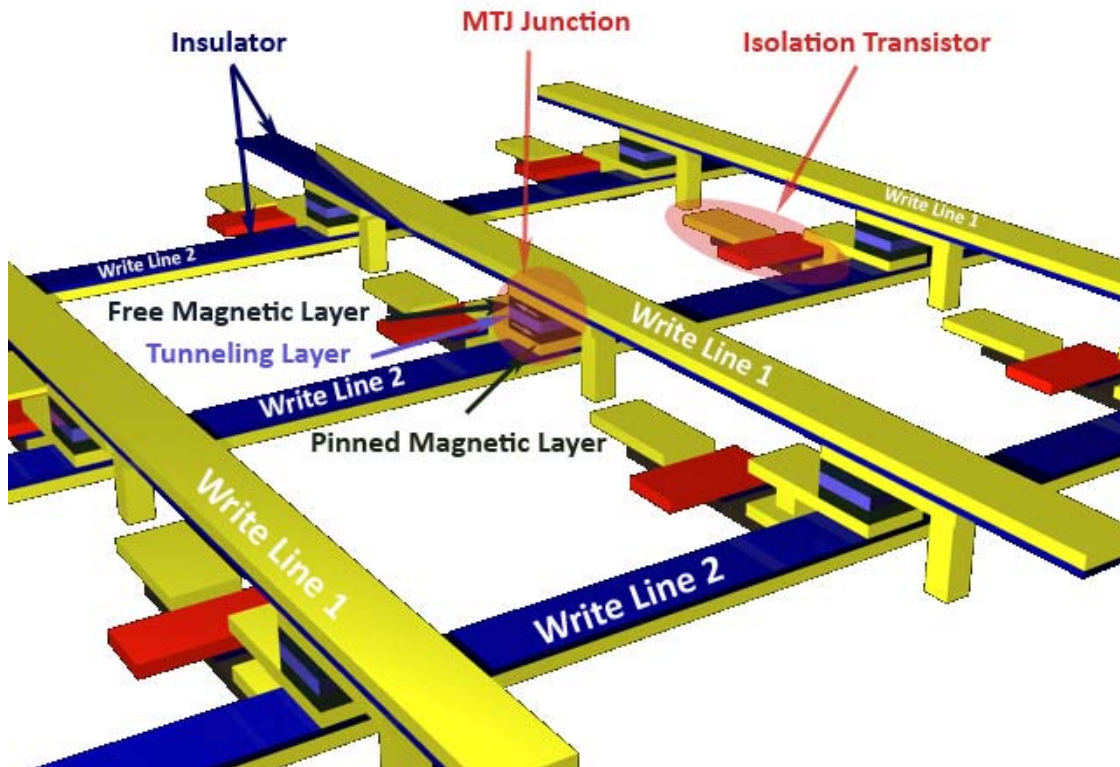 MTJ Junction
Insulator
Isolation Transistor
Write Line 1
Write Line 2
Free Magnetic Layer
Write Line 1
Tunneling Layer
Write Line 2
Pinned Magnetic Layer
Write Line 1
Write Line 2